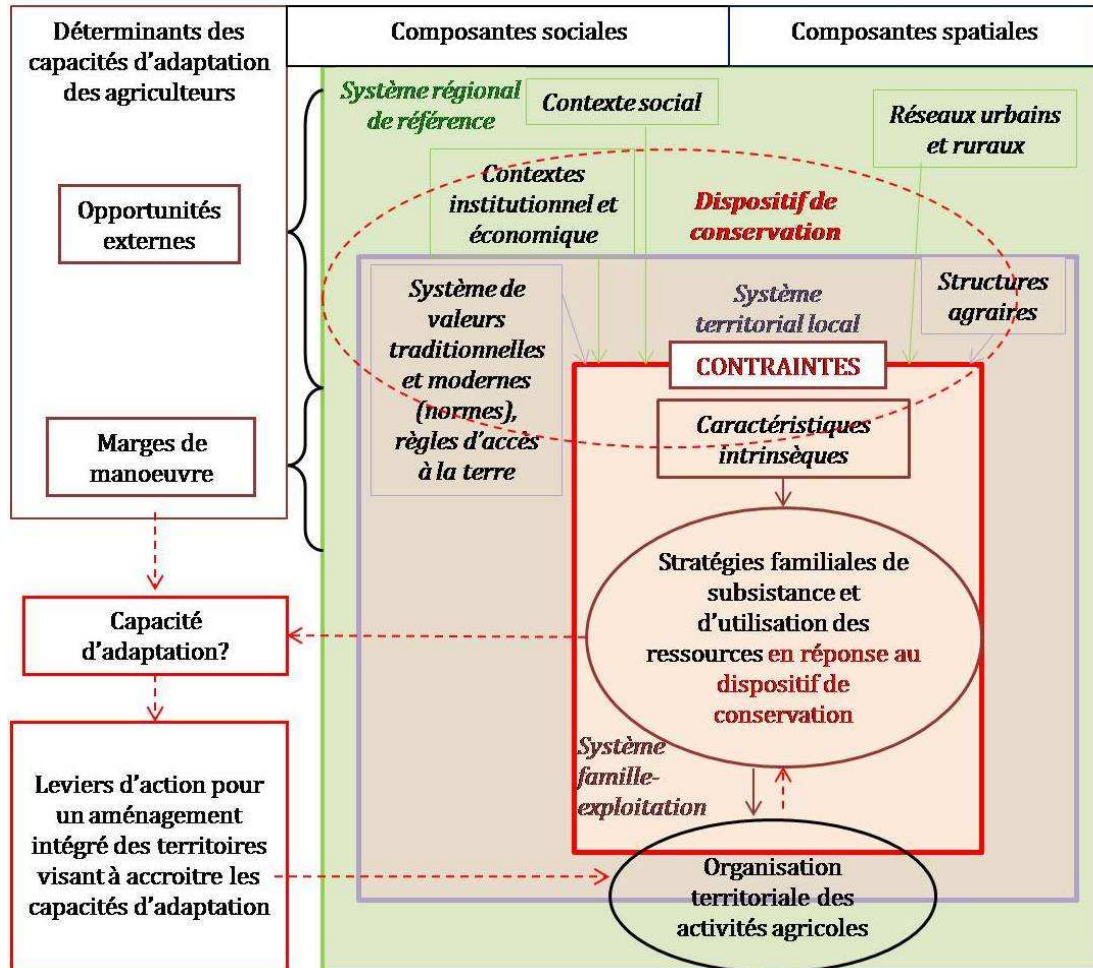 Déterminants des
capacités d'adaptation
des agriculteurs
Composantes sociales
Composantes spatiales
Système régional
de référence
Contexte social
Réseaux urbains
et ruraux
Opportunités
externes
Contextes
institutionnel et
économique
Dispositif de
conservation
Système de
valeurs
traditionnelles
et modernes
(normes),
règles d'accès
à la terre
Système
territorial local
Structures
agraires
CONTRAINTES
Marges de
manoeuvre
Caractéristiques
intrinsèques
Stratégies familiales de
subsistance et
d'utilisation des
ressources en réponse au
dispositif de
conservation
Capacité
d'adaptation?
Système
famille-
exploitation
Leviers d'action pour
un aménagement
intégré des territoires
visant à accroitre les
capacités d'adaptation
Organisation
territoriale des
activités agricoles